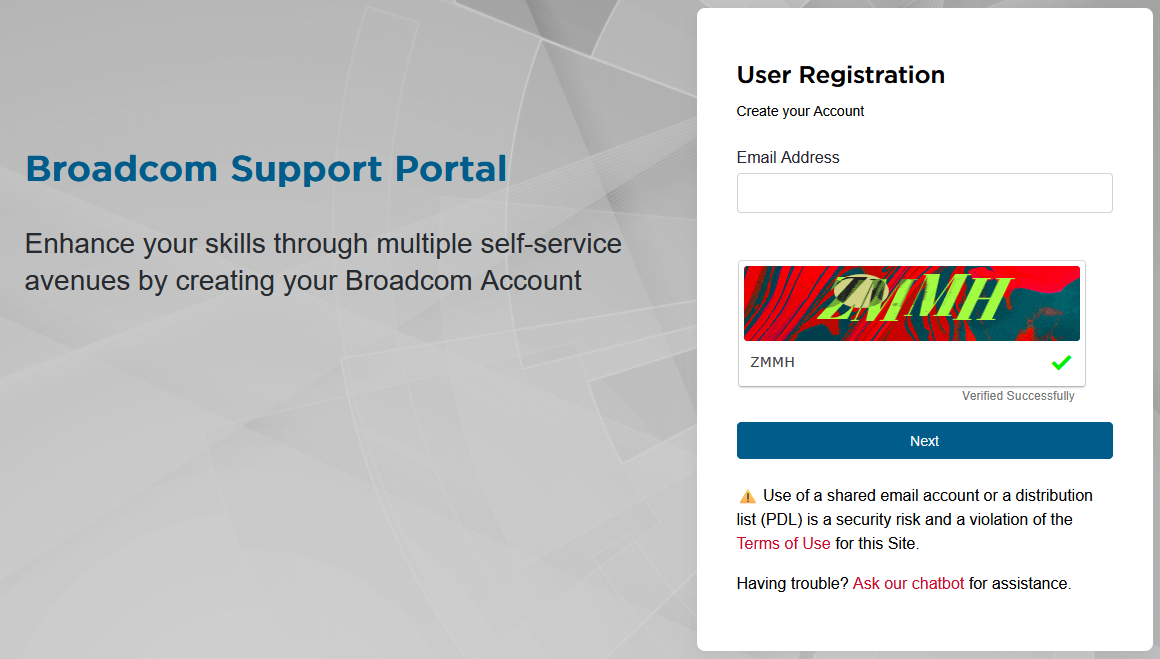 Broadcom Support Portal
Enhance your skills through multiple self-service
avenues by creating your Broadcom Account
User Registration
Create your Account
Email Address
ZMMH
ZMMH
Verified Successfully
Next
⚠ Use of a shared email account or a distribution
list (PDL) is a security risk and a violation of the
Terms of Use for this Site.
Having trouble? Ask our chatbot for assistance.